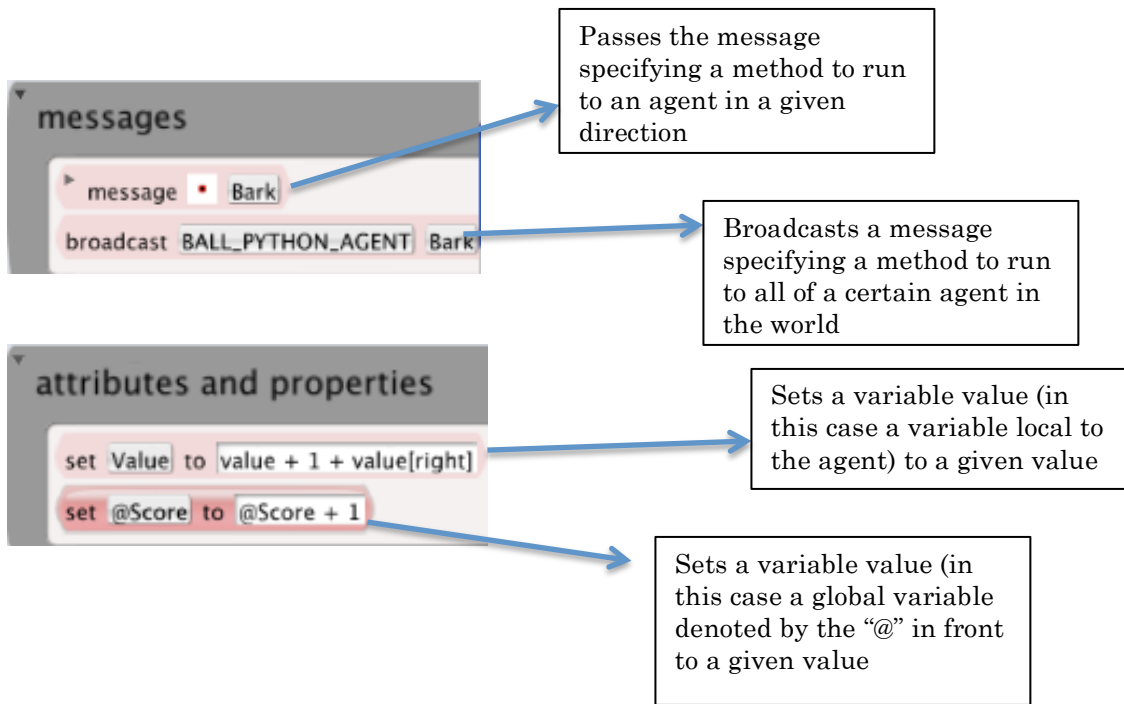 Passes the message
specifying a method to run
to an agent in a given
direction
messages
message Bark
broadcast BALL_PYTHON_AGENT Bark
Broadcasts a message
specifying a method to run
to all of a certain agent in
the world
attributes and properties
set Value to value + 1 + value[right]
set @Score to @Score + 1
Sets a variable value (in
this case a variable local to
the agent) to a given value
Sets a variable value (in
this case a global variable
denoted by the “@” in front
to a given value